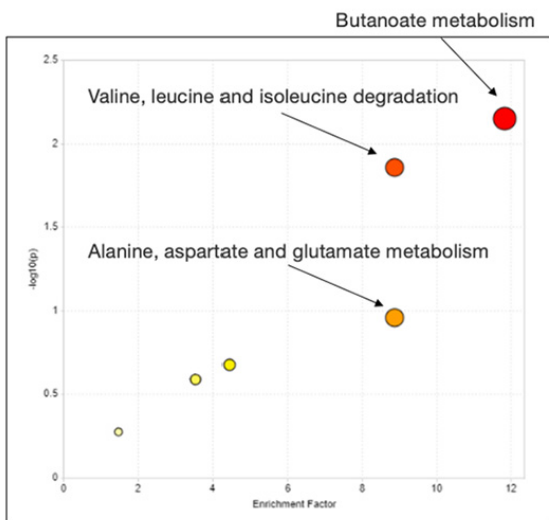 Butanoate metabolism
2.5
Valine, leucine and isoleucine degradation
2
1.5
Alanine, aspartate and glutamate metabolism
-log10(p)
1
0.5
0
0 2 4 6 8 10 12
Enrichment Factor